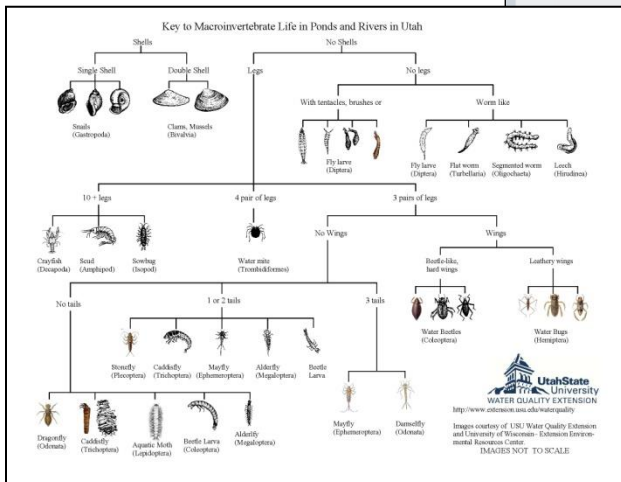 Key to Macroinvertebrate Life in Ponds and Rivers in Utah
Shells
No Shells
Single Shell
Double Shell
Legs
No legs
Snails
(Gastropoda)
Clams, Mussels
(Bivalvia)
With tentacles, brushes or
Worm like
Fly larve
(Diptera)
Fly larve
(Diptera)
Flat worm
(Turbellaria)
Segmented worm
(Oligochaeta)
Leech
(Hirudinea)
10 + legs
4 pair of legs
3 pairs of legs
Crayfish
(Decapoda)
Scud
(Amphipod)
Sowbug
(Isopod)
Water mite
(Trombidiformes)
No Wings
Wings
Beetle-like,
hard wings
Leathery wings
Water Beetles
(Coleoptera)
Water Bugs
(Hemiptera)
No tails
1 or 2 tails
3 tails
Stonefly
(Plecoptera)
Caddisfly
(Trichoptera)
Mayfly
(Ephemeroptera)
Alderfly
(Megaloptera)
Beetle
Larva
Dragonfly
(Odonata)
Caddisfly
(Trichoptera)
Aquatic Moth
(Lepidoptera)
Beetle Larva
(Coleoptera)
Alderfly
(Megaloptera)
Mayfly
(Ephemeroptera)
Damselfly
(Odonata)
UtahState
University
WATER QUALITY EXTENSION
http://www.extension.usu.edu/waterquality
Images courtesy of USU Water Quality Extension
and University of Wisconsin- Extension Environ-
mental Resources Center.
IMAGES NOT TO SCALE